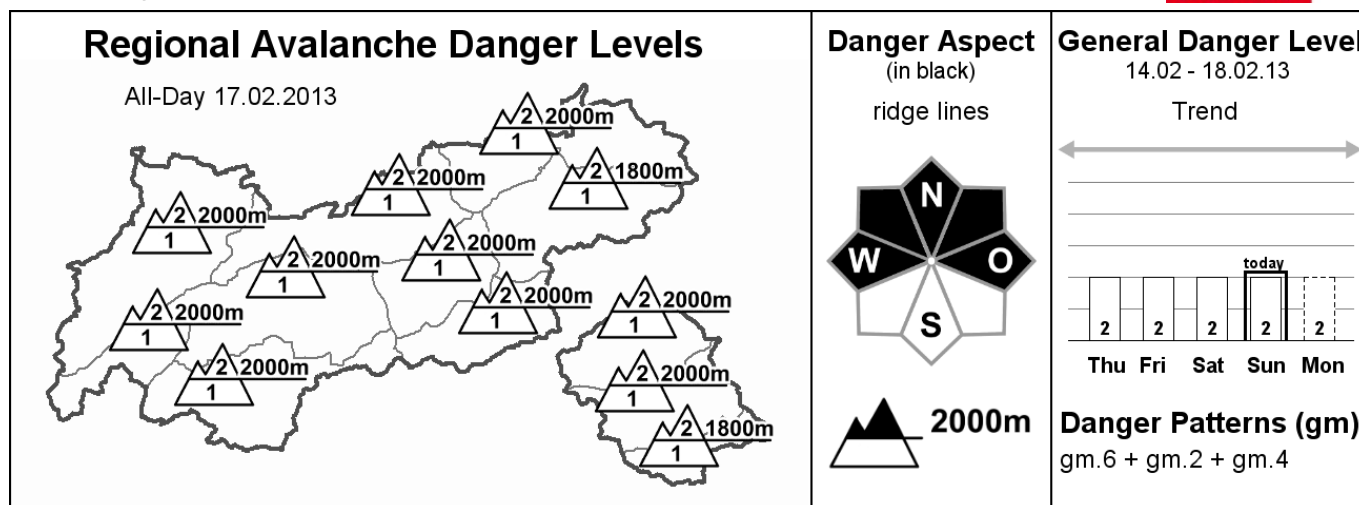 Regional Avalanche Danger Levels
All-Day 17.02.2013
2 2000m
1
2 1800m
1
2 2000m
1
2 2000m
1
2 2000m
1
2 2000m
1
2 2000m
1
2 2000m
1
2 2000m
1
2 2000m
1
2 2000m
1
2 1800m
1
Danger Aspect
(in black)
ridge lines
N
W O
S
2000m
General Danger Level
14.02 - 18.02.13
Trend
today
2 2 2 2 2
Thu Fri Sat Sun Mon
Danger Patterns (gm)
gm.6 + gm.2 + gm.4